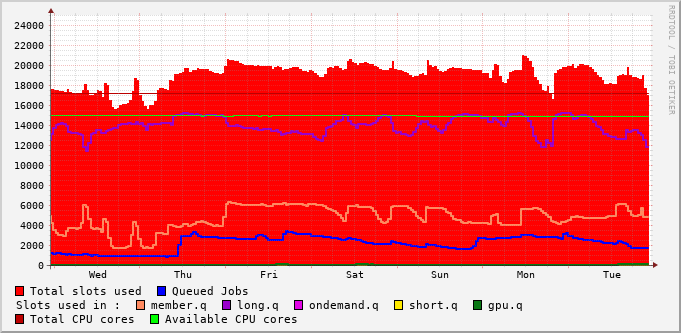 24000
22000
20000
18000
16000
14000
12000
10000
8000
6000
4000
2000
0
Wed Thu Fri Sat Sun Mon Tue
RRDTOOL / TOBI OETIKER
Total slots used Queued Jobs
Slots used in : member.q long.q ondemand.q short.q gpu.q
Total CPU cores Available CPU cores